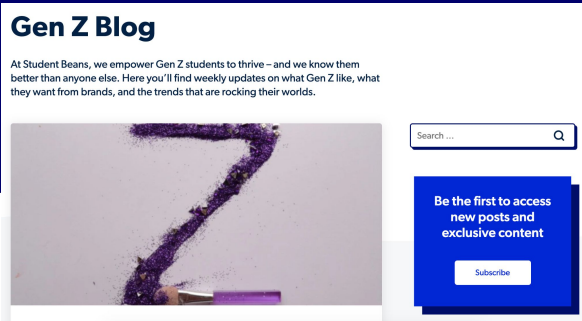 Gen Z Blog
At Student Beans, we empower Gen Z students to thrive – and we know them
better than anyone else. Here you'll find weekly updates on what Gen Z like, what
they want from brands, and the trends that are rocking their worlds.
Search ...
Z
Be the first to access
new posts and
exclusive content
Subscribe